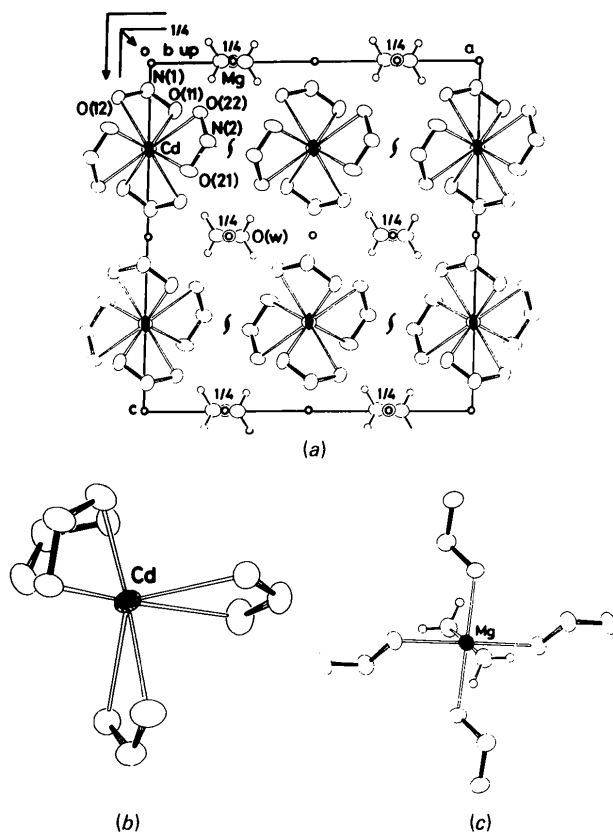 1/4
o b up 1/4 1/4 a
Mg
N(1)
O(12) O(11) O(22)
N(2)
Cd
O(21)
1/4 1/4
O(w)
1/4 1/4
c
(a)
Cd
Mg
(b) (c)